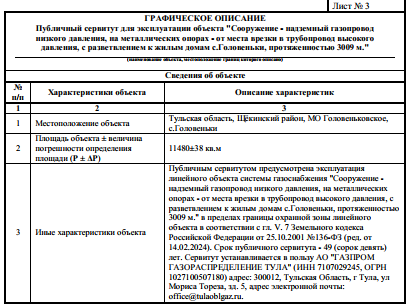 Лист № 3
ГРАФИЧЕСКОЕ ОПИСАНИЕ
Публичный сервитут для эксплуатации объекта "Сооружение - надземный газопровод
низкого давления, на металлических опорах - от места врезки в трубопровод высокого
давления, с разветвлением к жилым домам с.Головеньки, протяженностью 3009 м."
(наименование объекта, местоположение границ которого описано)
Сведения об объекте
№ п/п
Характеристики объекта
Описание характеристик
1
2
3
1
Местоположение объекта
Тульская область, Щёкинский район, МО Головеньковское,
с.Головеньки
2
Площадь объекта ± величина
погрешности определения
площади (P ± ΔP)
11480±38 кв.м
3
Иные характеристики объекта
Публичным сервитутом предусмотрена эксплуатация
линейного объекта системы газоснабжения "Сооружение -
надземный газопровод низкого давления, на металлических
опорах - от места врезки в трубопровод высокого давления, с
разветвлением к жилым домам с.Головеньки, протяженностью
3009 м." в пределах границы охранной зоны линейного
объекта в соответствии с гл. V. 7 Земельного кодекса
Российской Федерации от 25.10.2001 №136-ФЗ (ред. от
14.02.2024). Срок публичного сервитута - 49 (сорок девять)
лет. Сервитут устанавливается в пользу АО "ГАЗПРОМ
ГАЗОРАСПРЕДЕЛЕНИЕ ТУЛА" (ИНН 7107029245, ОГРН
1027100507180) адрес: 300012, Тульская Область, г Тула, ул
Мориса Тореза, зд. 5, адрес электронной почты:
office@tulaoblgaz.ru.